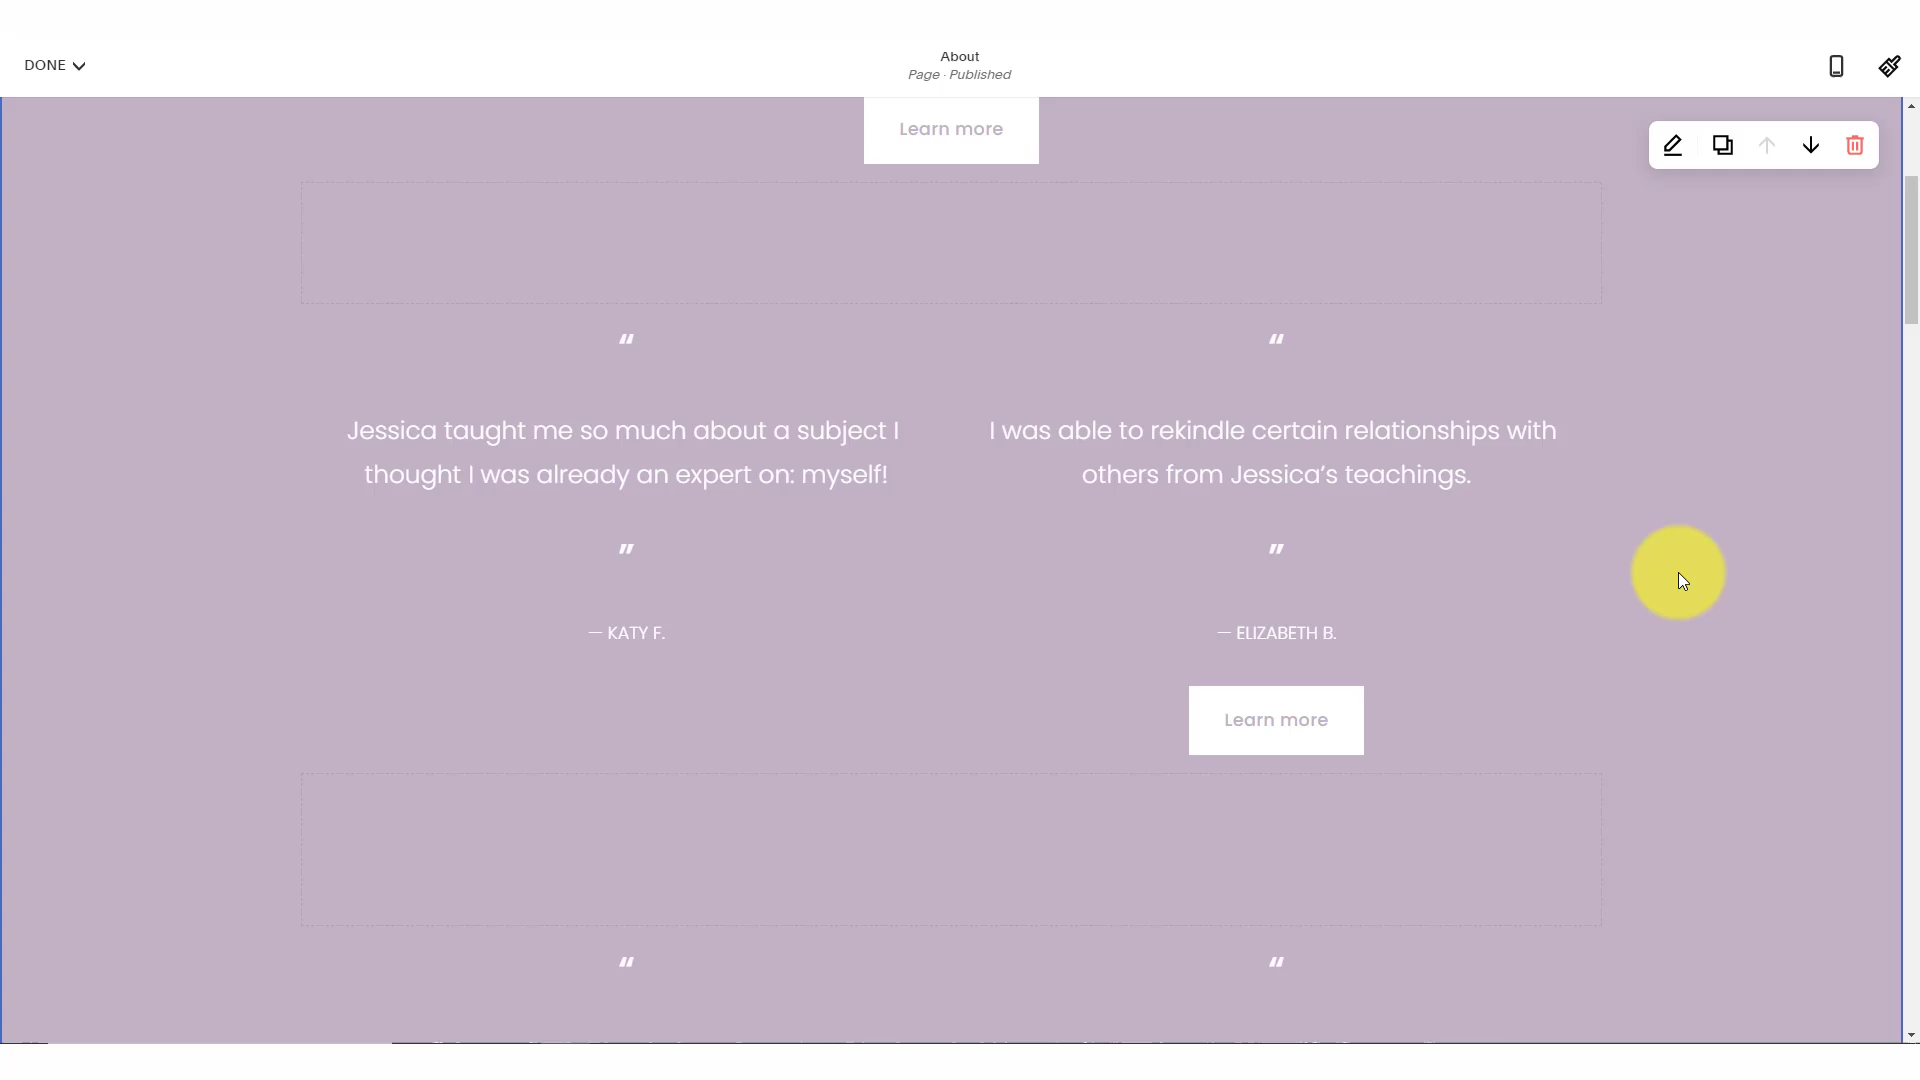 DONE
About
Page · Published
Learn more
“ “
Jessica taught me so much about a subject I
thought I was already an expert on: myself!
I was able to rekindle certain relationships with
others from Jessica’s teachings.
” ”
— KATY F.
— ELIZABETH B.
Learn more
“ “